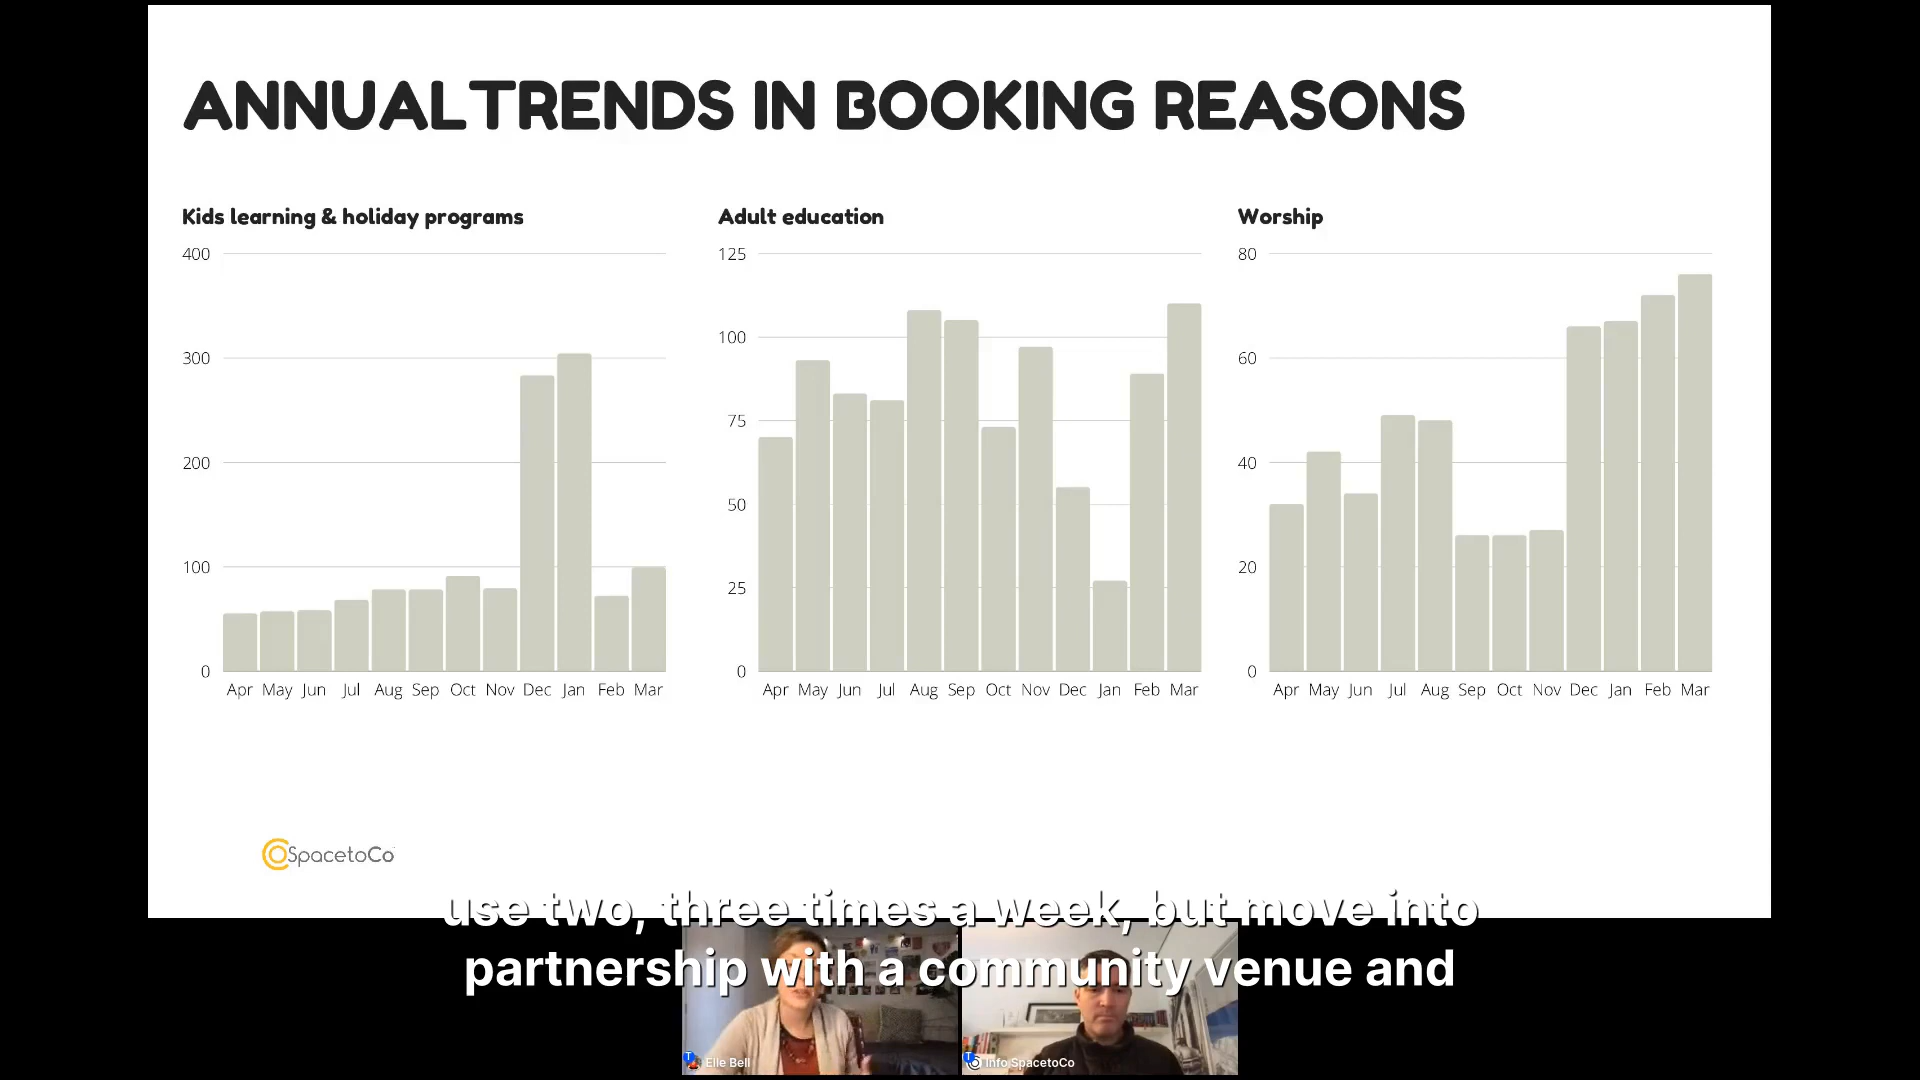 ANNUALTRENDS IN BOOKING REASONS
Kids learning & holiday programs
400
300
200
100
0
Apr May Jun Jul Aug Sep Oct Nov Dec Jan Feb Mar
Adult education
125
100
75
50
25
0
Apr May Jun Jul Aug Sep Oct Nov Dec Jan Feb Mar
Worship
80
60
40
20
0
Apr May Jun Jul Aug Sep Oct Nov Dec Jan Feb Mar
SpacetoCo
use two, three times a week, but move into
partnership with a community venue and
Elle Bell
Info SpacetoCo